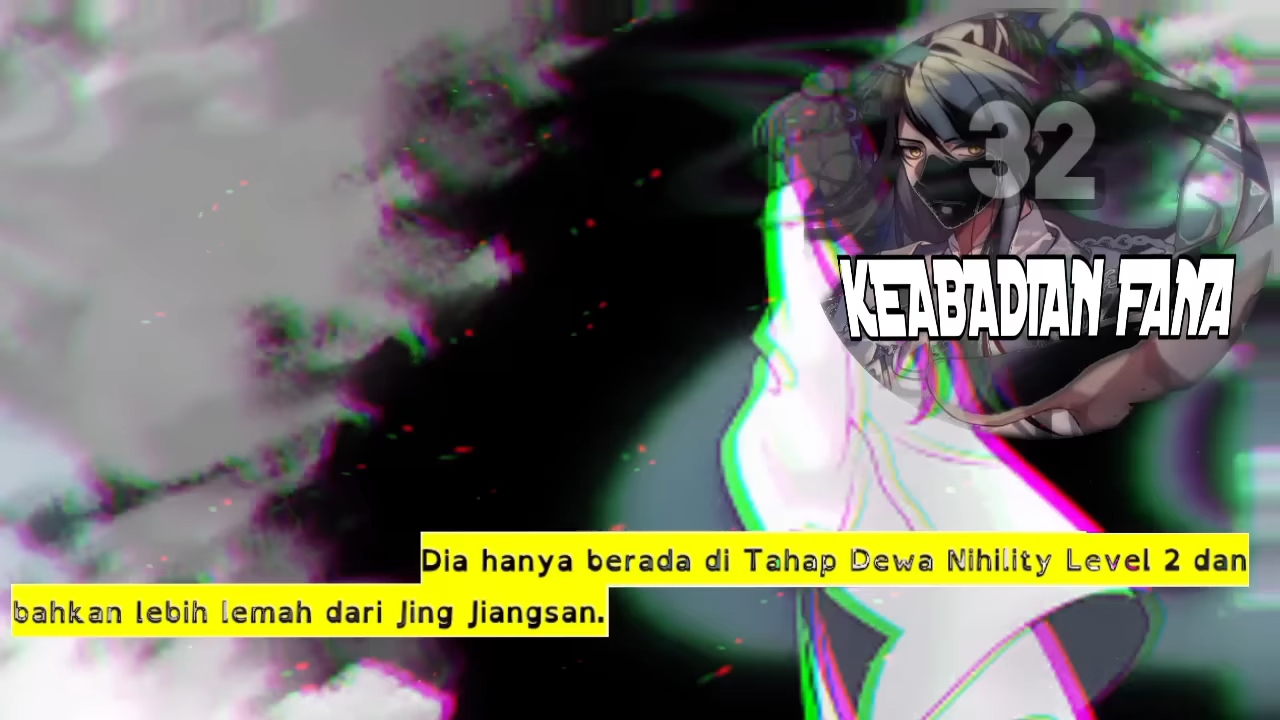 32
KEABADIAN FANA
Dia hanya berada di Tahap Dewa Nihility Level 2 dan
bahkan lebih lemah dari Jing Jiangsan.